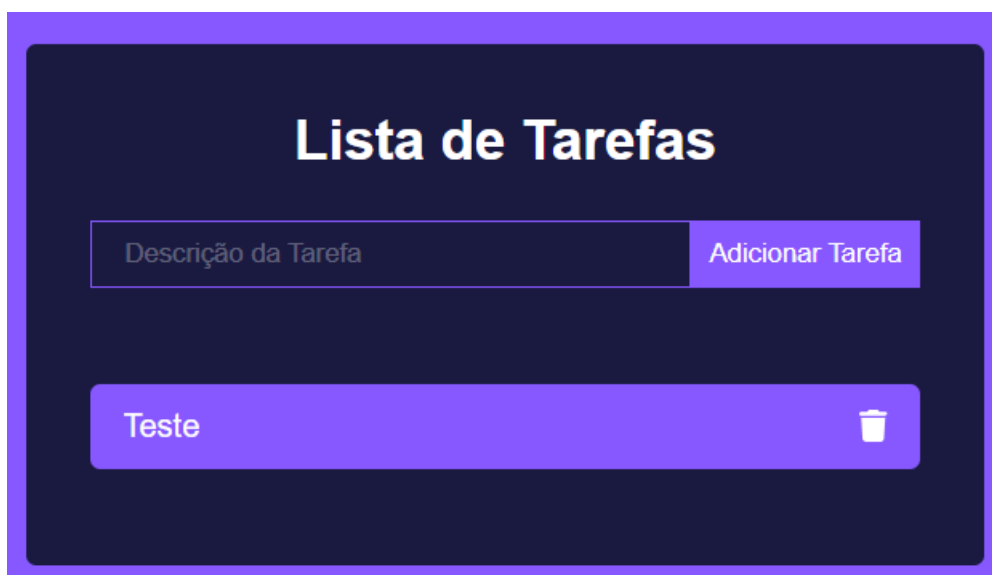 Lista de Tarefas
Descrição da Tarefa
Adicionar Tarefa
Teste